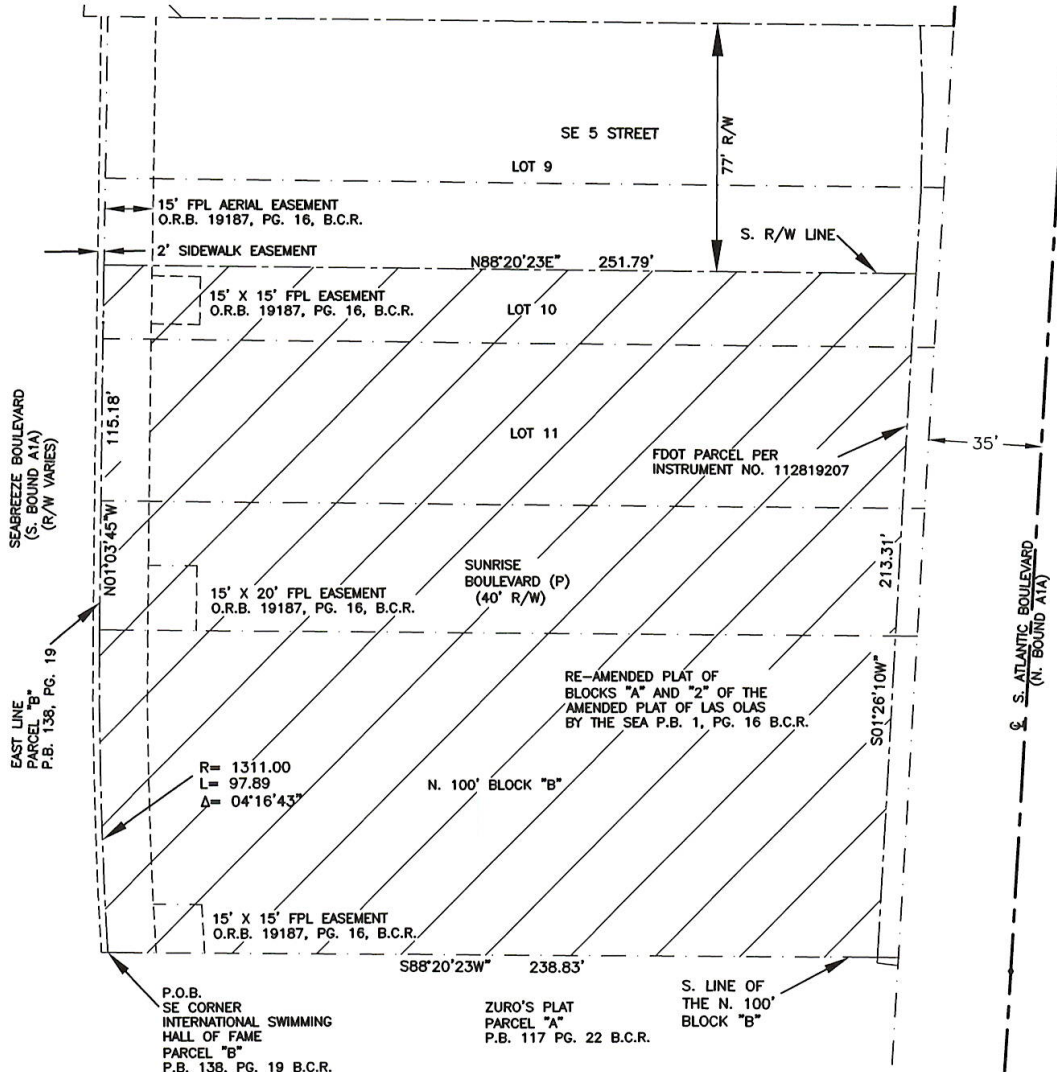 SE 5 STREET
LOT 9
77' R/W
15' FPL AERIAL EASEMENT
O.R.B. 19187, PG. 16, B.C.R.
2' SIDEWALK EASEMENT
S. R/W LINE
N88°20'23E" 251.79'
15' X 15' FPL EASEMENT
O.R.B. 19187, PG. 16, B.C.R.
LOT 10
SEABREEZE BOULEVARD
(S. BOUND A1A)
(R/W VARIES)
115.18'
N01°03'45"W
LOT 11
FDOT PARCEL PER
INSTRUMENT NO. 112819207
35'
SUNRISE
BOULEVARD (P)
(40' R/W)
213.31'
S01°26'10W"
℄ S. ATLANTIC BOULEVARD
(N. BOUND A1A)
15' X 20' FPL EASEMENT
O.R.B. 19187, PG. 16, B.C.R.
EAST LINE
PARCEL "B"
P.B. 138, PG. 19
RE-AMENDED PLAT OF
BLOCKS "A" AND "2" OF THE
AMENDED PLAT OF LAS OLAS
BY THE SEA P.B. 1, PG. 16 B.C.R.
R= 1311.00
L= 97.89
Δ= 04°16'43"
N. 100' BLOCK "B"
15' X 15' FPL EASEMENT
O.R.B. 19187, PG. 16, B.C.R.
S88°20'23W" 238.83'
P.O.B.
SE CORNER
INTERNATIONAL SWIMMING
HALL OF FAME
PARCEL "B"
P.B. 138, PG. 19 B.C.R.
ZURO'S PLAT
PARCEL "A"
P.B. 117 PG. 22 B.C.R.
S. LINE OF
THE N. 100'
BLOCK "B"